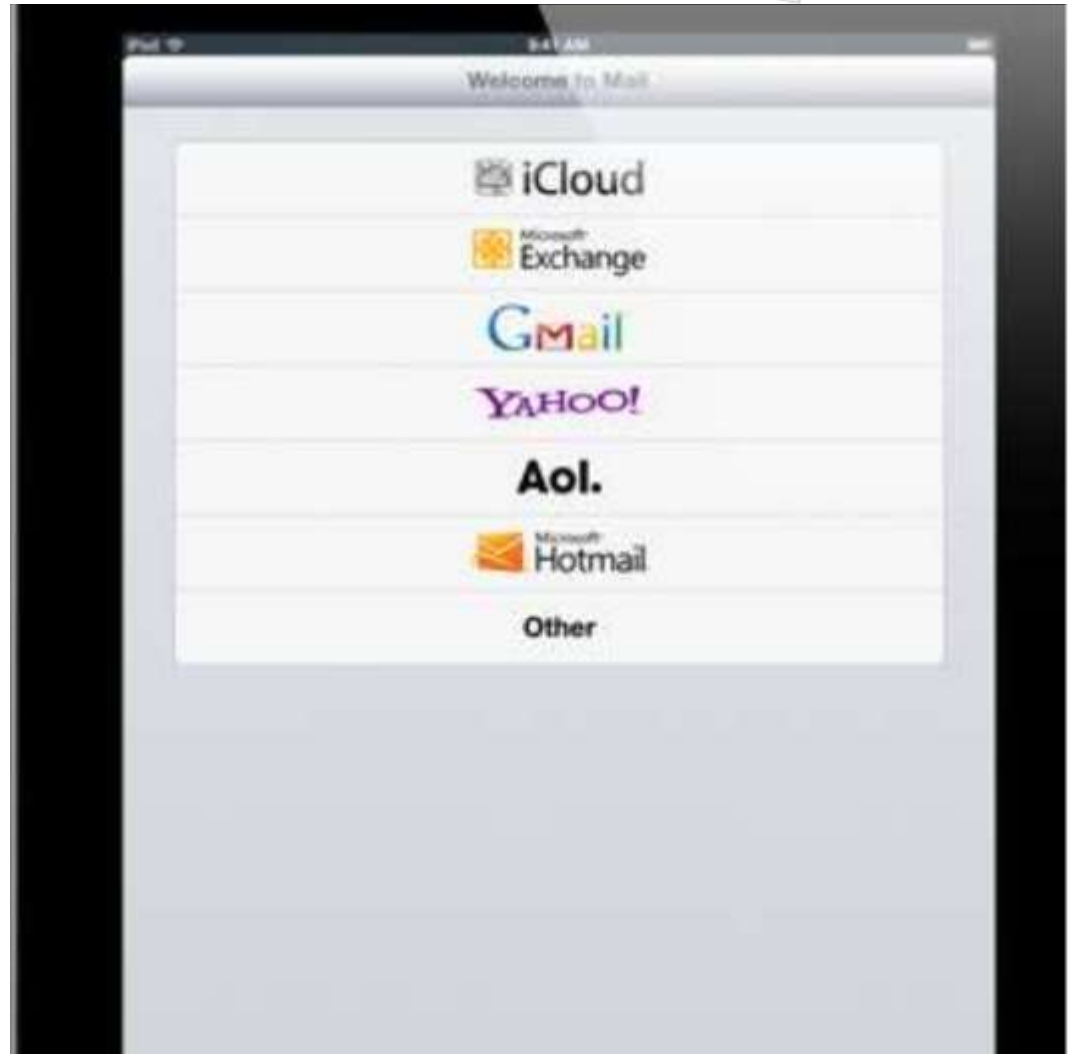 iPad
9:41 AM
Welcome to Mail
iCloud
Microsoft
Exchange
Gmail
YAHOO!
Aol.
Microsoft
Hotmail
Other